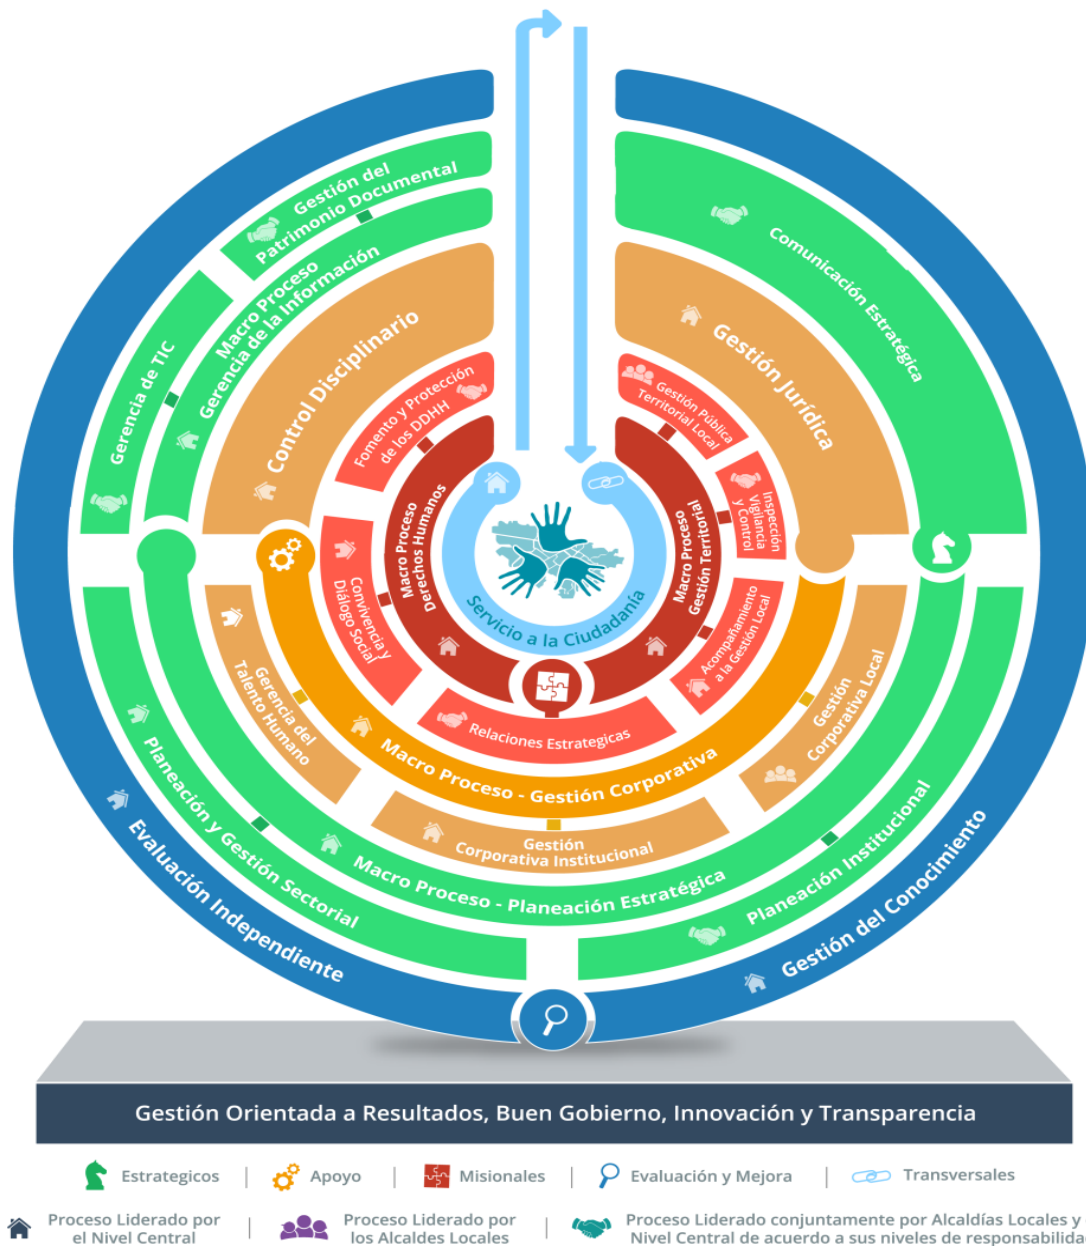 Gestión del
Patrimonio Documental
Macro Proceso
Gerencia de la Información
Gerencia de TIC
Control Disciplinario
Fomento y Protección
de los DDHH
Macro Proceso
Derechos Humanos
Convivencia y
Diálogo Social
Comunicación Estratégica
Gestión Jurídica
Gestión Pública
Territorial Local
Inspección
Vigilancia
y Control
Macro Proceso
Gestión Territorial
Acompañamiento
a la Gestión Local
Servicio a la Ciudadanía
Relaciones Estrategicas
Gerencia del
Talento Humano
Macro Proceso - Gestión Corporativa
Gestión
Corporativa Local
Gestión
Corporativa Institucional
Macro Proceso - Planeación Estratégica
Planeación y Gestión Sectorial
Planeación Institucional
Evaluación Independiente
Gestión del Conocimiento
Gestión Orientada a Resultados, Buen Gobierno, Innovación y Transparencia
Estrategicos | Apoyo | Misionales | Evaluación y Mejora | Transversales
Proceso Liderado por
el Nivel Central
Proceso Liderado por
los Alcaldes Locales
Proceso Liderado conjuntamente por Alcaldías Locales y
Nivel Central de acuerdo a sus niveles de responsabilida